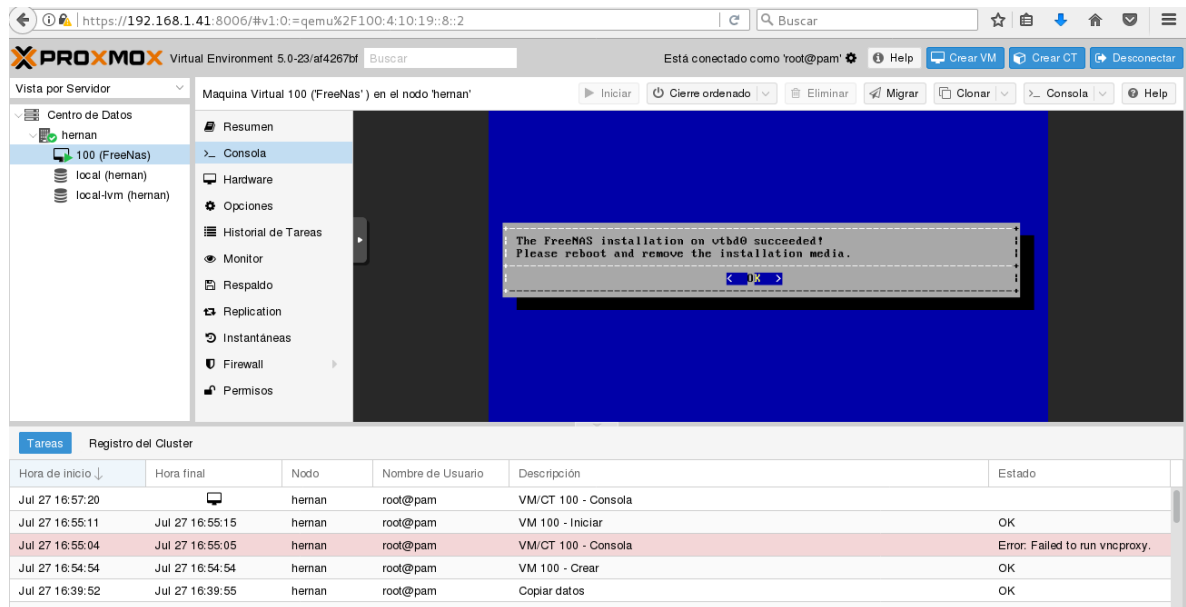 https://192.168.1.41:8006/#v1:0:=qemu%2F100:4:10:19::8::2
Buscar
PROXMOX Virtual Environment 5.0-23/af4267bf Buscar
Está conectado como 'root@pam' Help Crear VM Crear CT Desconectar
Vista por Servidor
Maquina Virtual 100 ('FreeNas' ) en el nodo 'hernan'
Iniciar Cierre ordenado Eliminar Migrar Clonar >_ Consola Help
Centro de Datos
hernan
100 (FreeNas)
local (hernan)
local-lvm (hernan)
Resumen
>_ Consola
Hardware
Opciones
Historial de Tareas
Monitor
Respaldo
Replication
Instantáneas
Firewall
Permisos
The FreeNAS installation on vtbd0 succeeded!
Please reboot and remove the installation media.
< OK >
Tareas Registro del Cluster
Hora de inicio ↓ Hora final Nodo Nombre de Usuario Descripción Estado
Jul 27 16:57:20 hernan root@pam VM/CT 100 - Consola
Jul 27 16:55:11 Jul 27 16:55:15 hernan root@pam VM 100 - Iniciar OK
Jul 27 16:55:04 Jul 27 16:55:05 hernan root@pam VM/CT 100 - Consola Error: Failed to run vncproxy.
Jul 27 16:54:54 Jul 27 16:54:54 hernan root@pam VM 100 - Crear OK
Jul 27 16:39:52 Jul 27 16:39:55 hernan root@pam Copiar datos OK